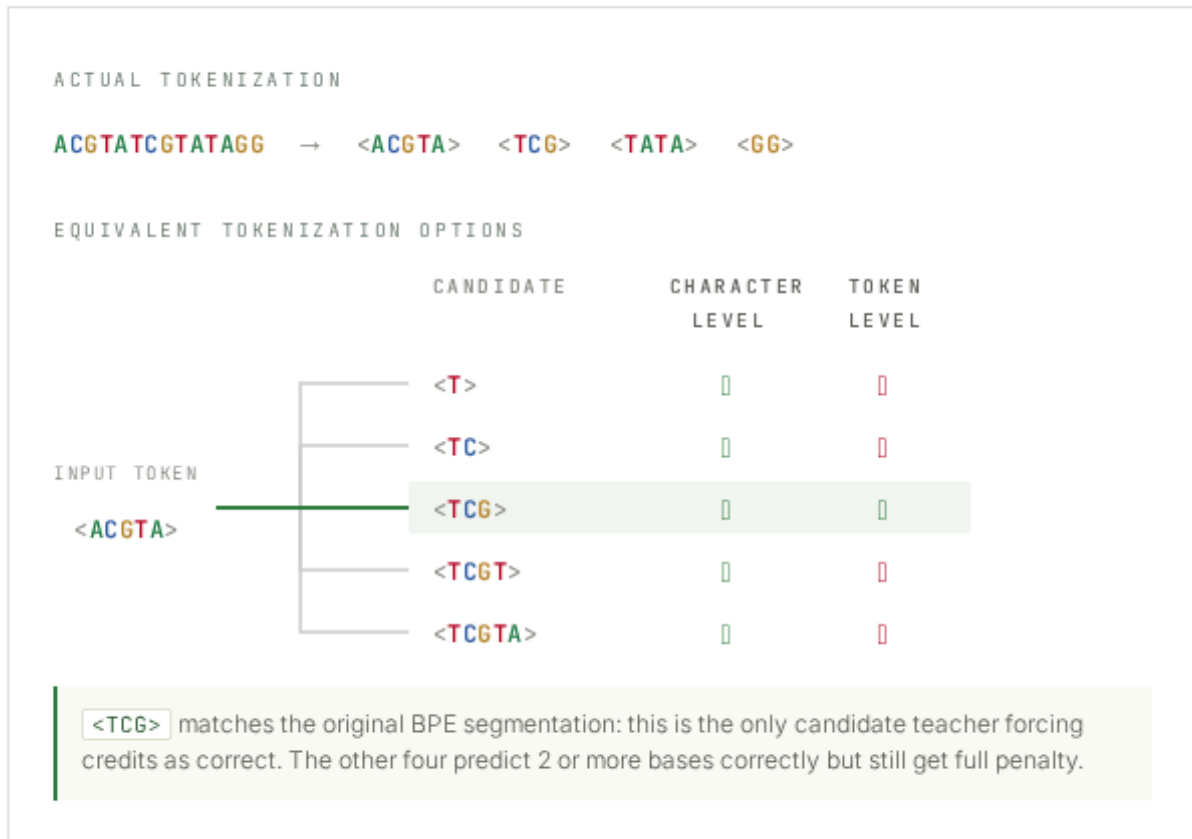 ACTUAL TOKENIZATION
ACGTATCGTATAGG → <ACGTA> <TCG> <TATA> <GG>
EQUIVALENT TOKENIZATION OPTIONS
CANDIDATE CHARACTER LEVEL TOKEN LEVEL
<T> ▯ ▯
<TC> ▯ ▯
INPUT TOKEN
<TCG> ▯ ▯
<ACGTA>
<TCGT> ▯ ▯
<TCGTA> ▯ ▯
<TCG> matches the original BPE segmentation: this is the only candidate teacher forcing
credits as correct. The other four predict 2 or more bases correctly but still get full penalty.